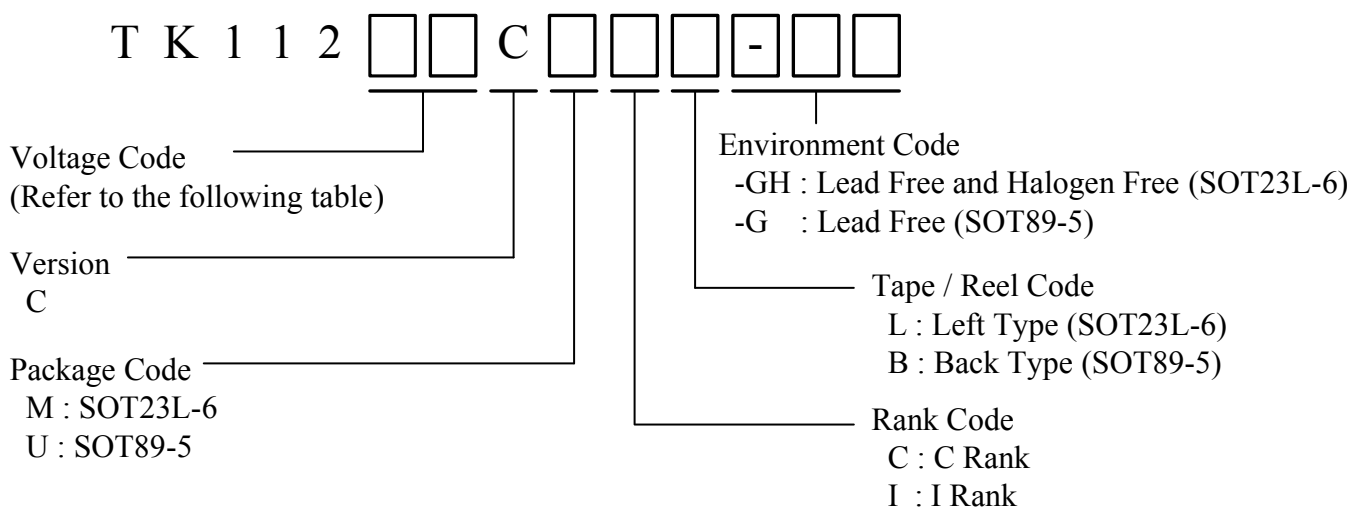 T K 1 1 2 C -
Voltage Code
(Refer to the following table)
Version
C
Package Code
M : SOT23L-6
U : SOT89-5
Environment Code
-GH : Lead Free and Halogen Free (SOT23L-6)
-G : Lead Free (SOT89-5)
Tape / Reel Code
L : Left Type (SOT23L-6)
B : Back Type (SOT89-5)
Rank Code
C : C Rank
I : I Rank